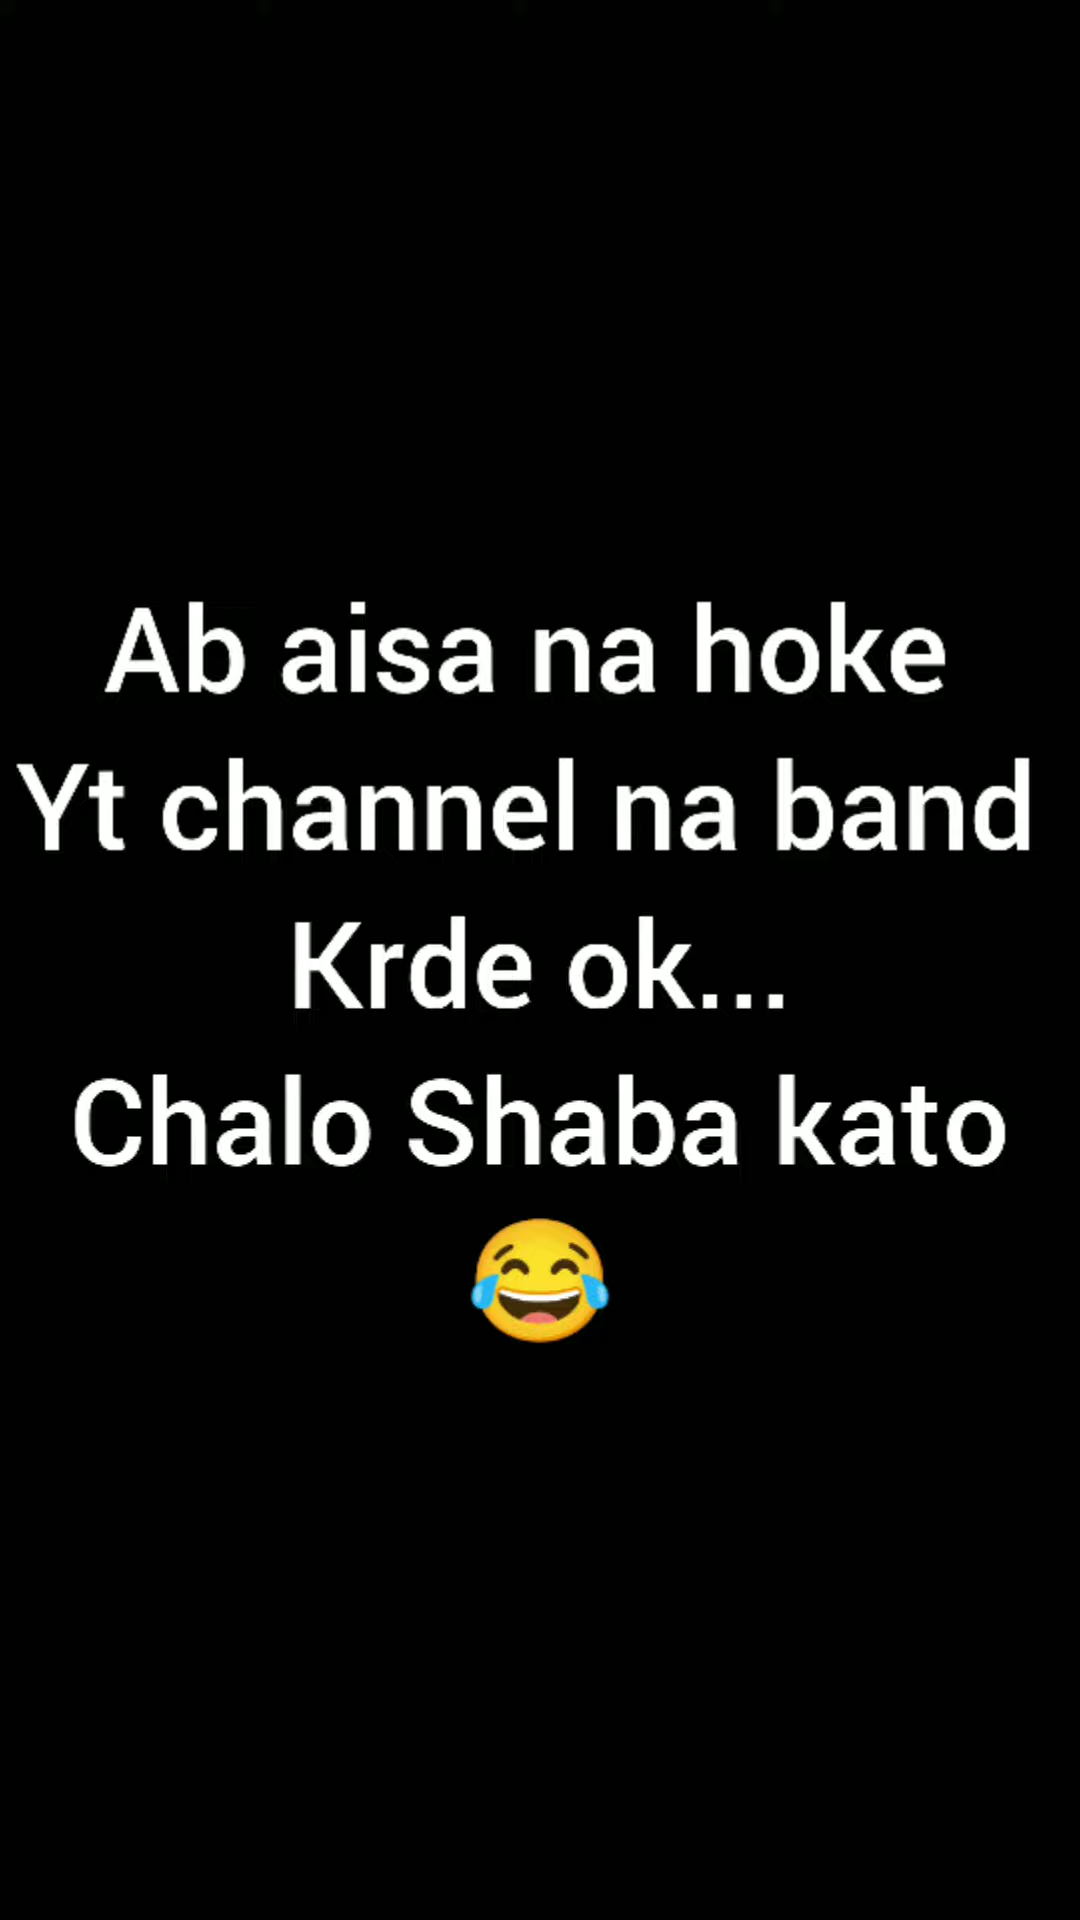 Ab aisa na hoke
Yt channel na band
Krde ok...
Chalo Shaba kato
😂